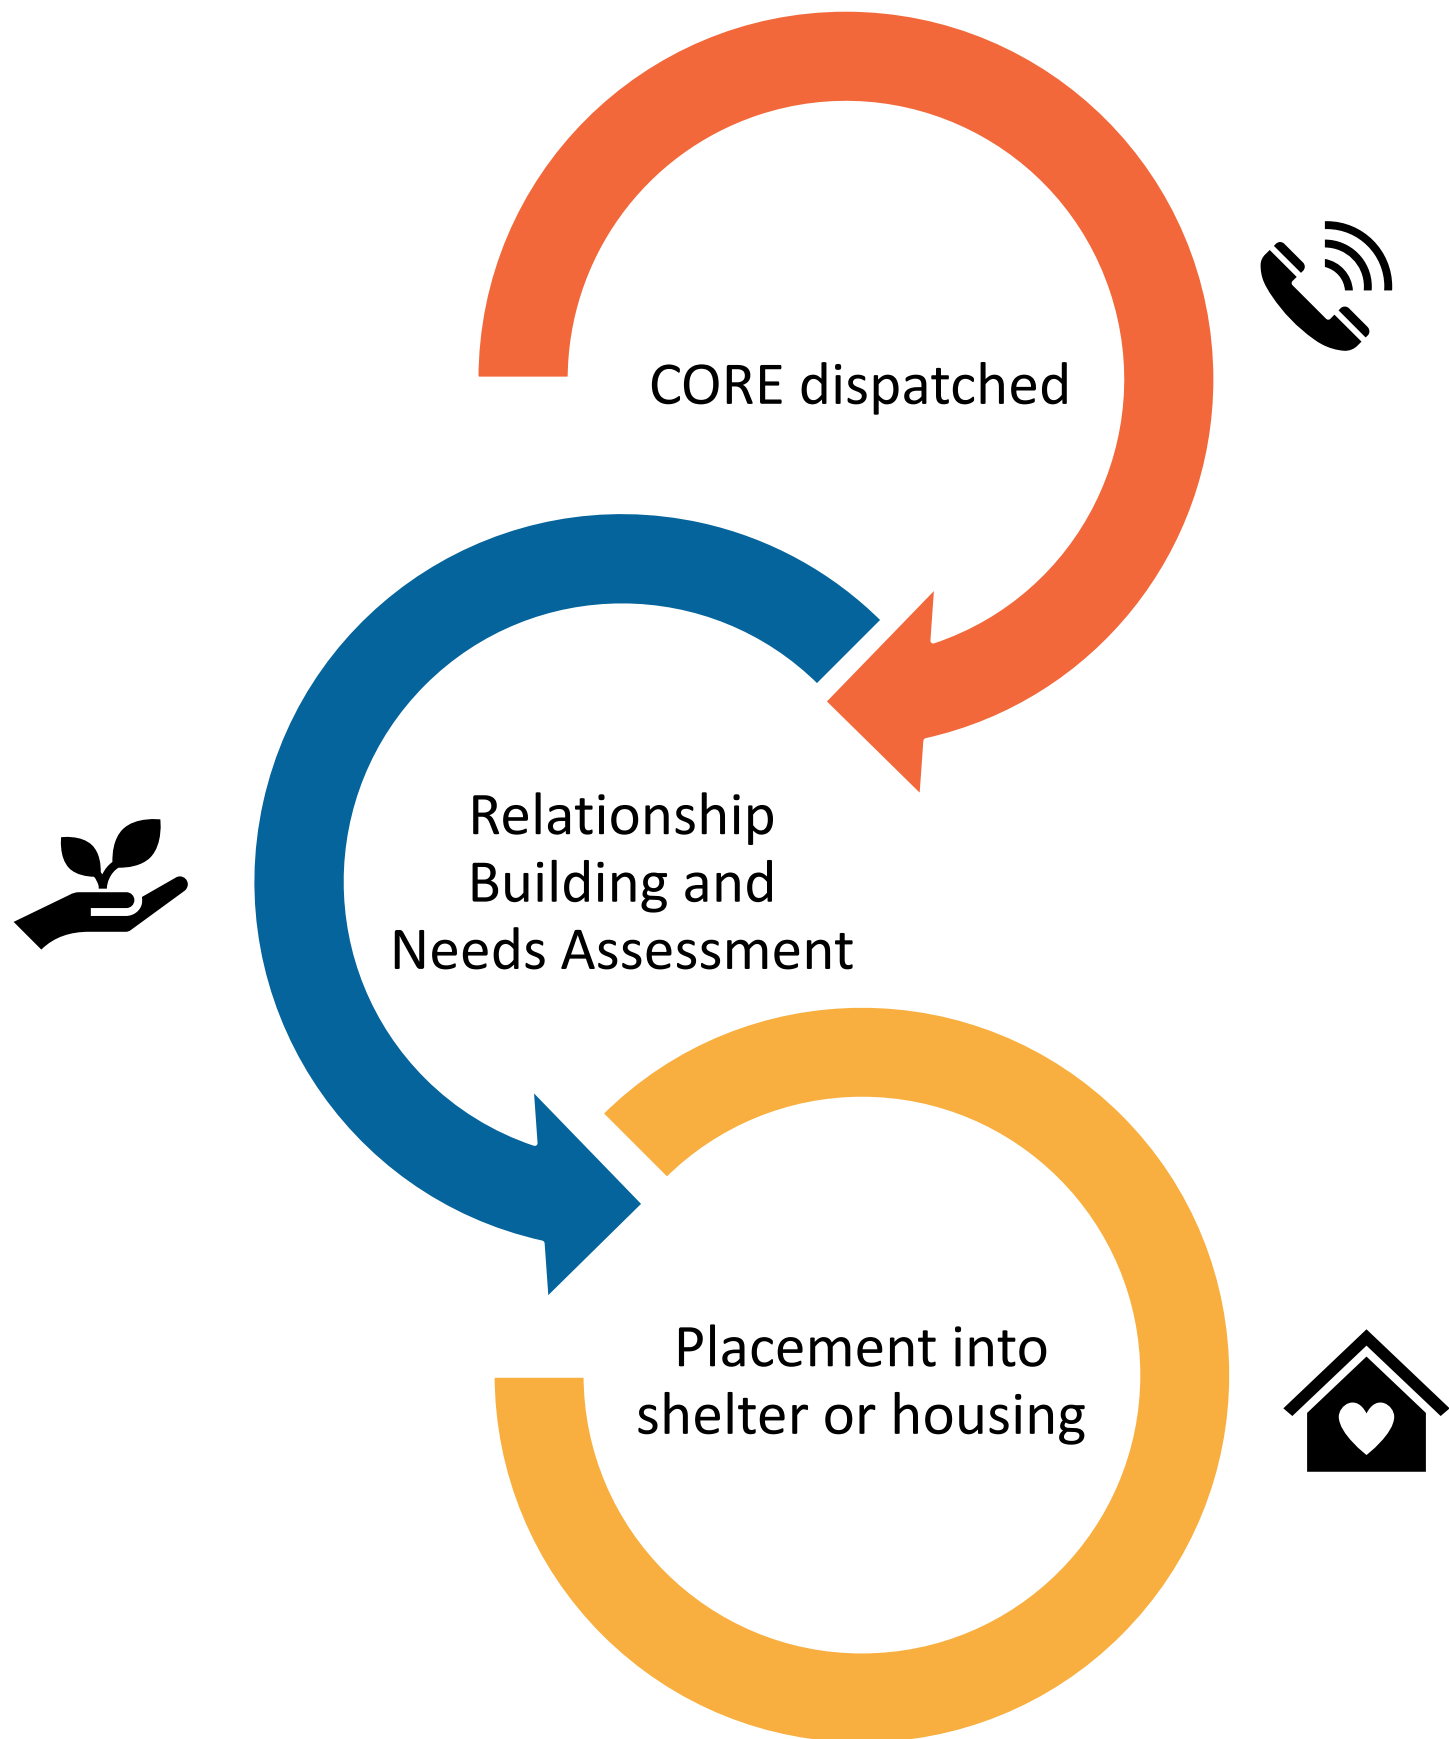 CORE dispatched
Relationship
Building and
Needs Assessment
Placement into
shelter or housing